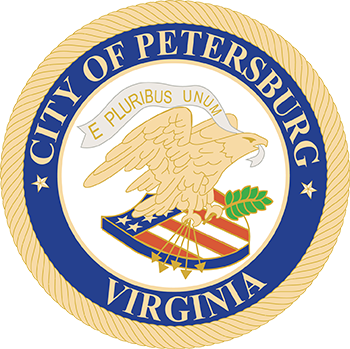 CITY OF PETERSBURG
E PLURIBUS UNUM
VIRGINIA